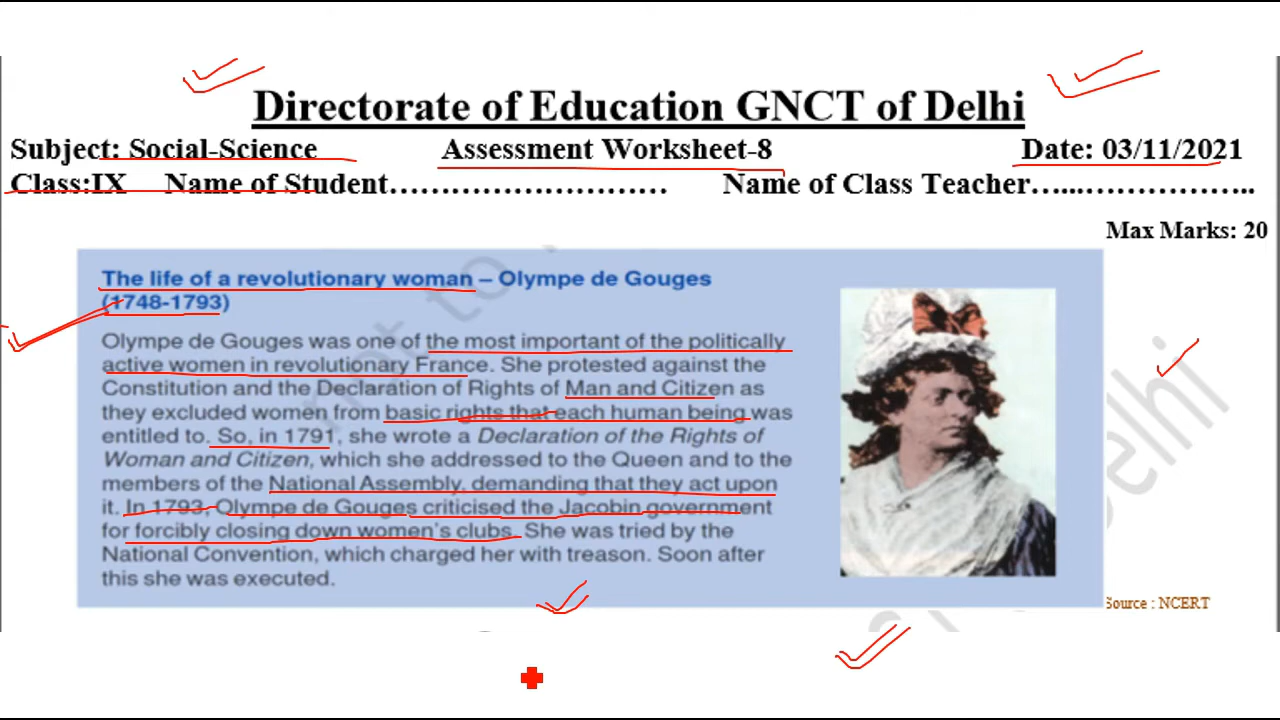 Directorate of Education GNCT of Delhi
Subject: Social-Science Assessment Worksheet-8 Date: 03/11/2021
Class:IX Name of Student……………………… Name of Class Teacher…...……………..
Max Marks: 20
The life of a revolutionary woman – Olympe de Gouges
(1748-1793)
Olympe de Gouges was one of the most important of the politically
active women in revolutionary France. She protested against the
Constitution and the Declaration of Rights of Man and Citizen as
they excluded women from basic rights that each human being was
entitled to. So, in 1791, she wrote a Declaration of the Rights of
Woman and Citizen, which she addressed to the Queen and to the
members of the National Assembly, demanding that they act upon
it. In 1793, Olympe de Gouges criticised the Jacobin government
for forcibly closing down women's clubs. She was tried by the
National Convention, which charged her with treason. Soon after
this she was executed.
Source : NCERT
not to